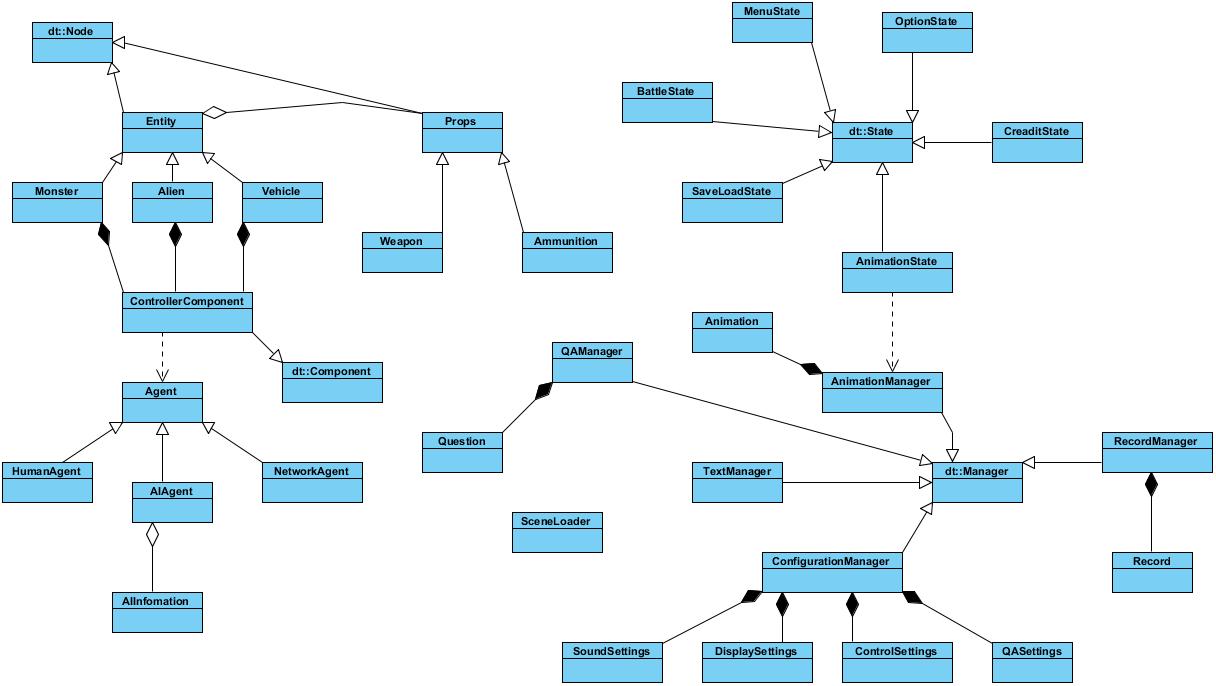 MenuState
OptionState
dt::Node
BattleState
Entity
Props
dt::State
CreaditState
Monster
Alien
Vehicle
SaveLoadState
Weapon
Ammunition
AnimationState
ControllerComponent
Animation
QAManager
dt::Component
AnimationManager
Agent
Question
RecordManager
HumanAgent
NetworkAgent
TextManager
dt::Manager
AIAgent
SceneLoader
ConfigurationManager
Record
AIInfomation
SoundSettings
DisplaySettings
ControlSettings
QASettings